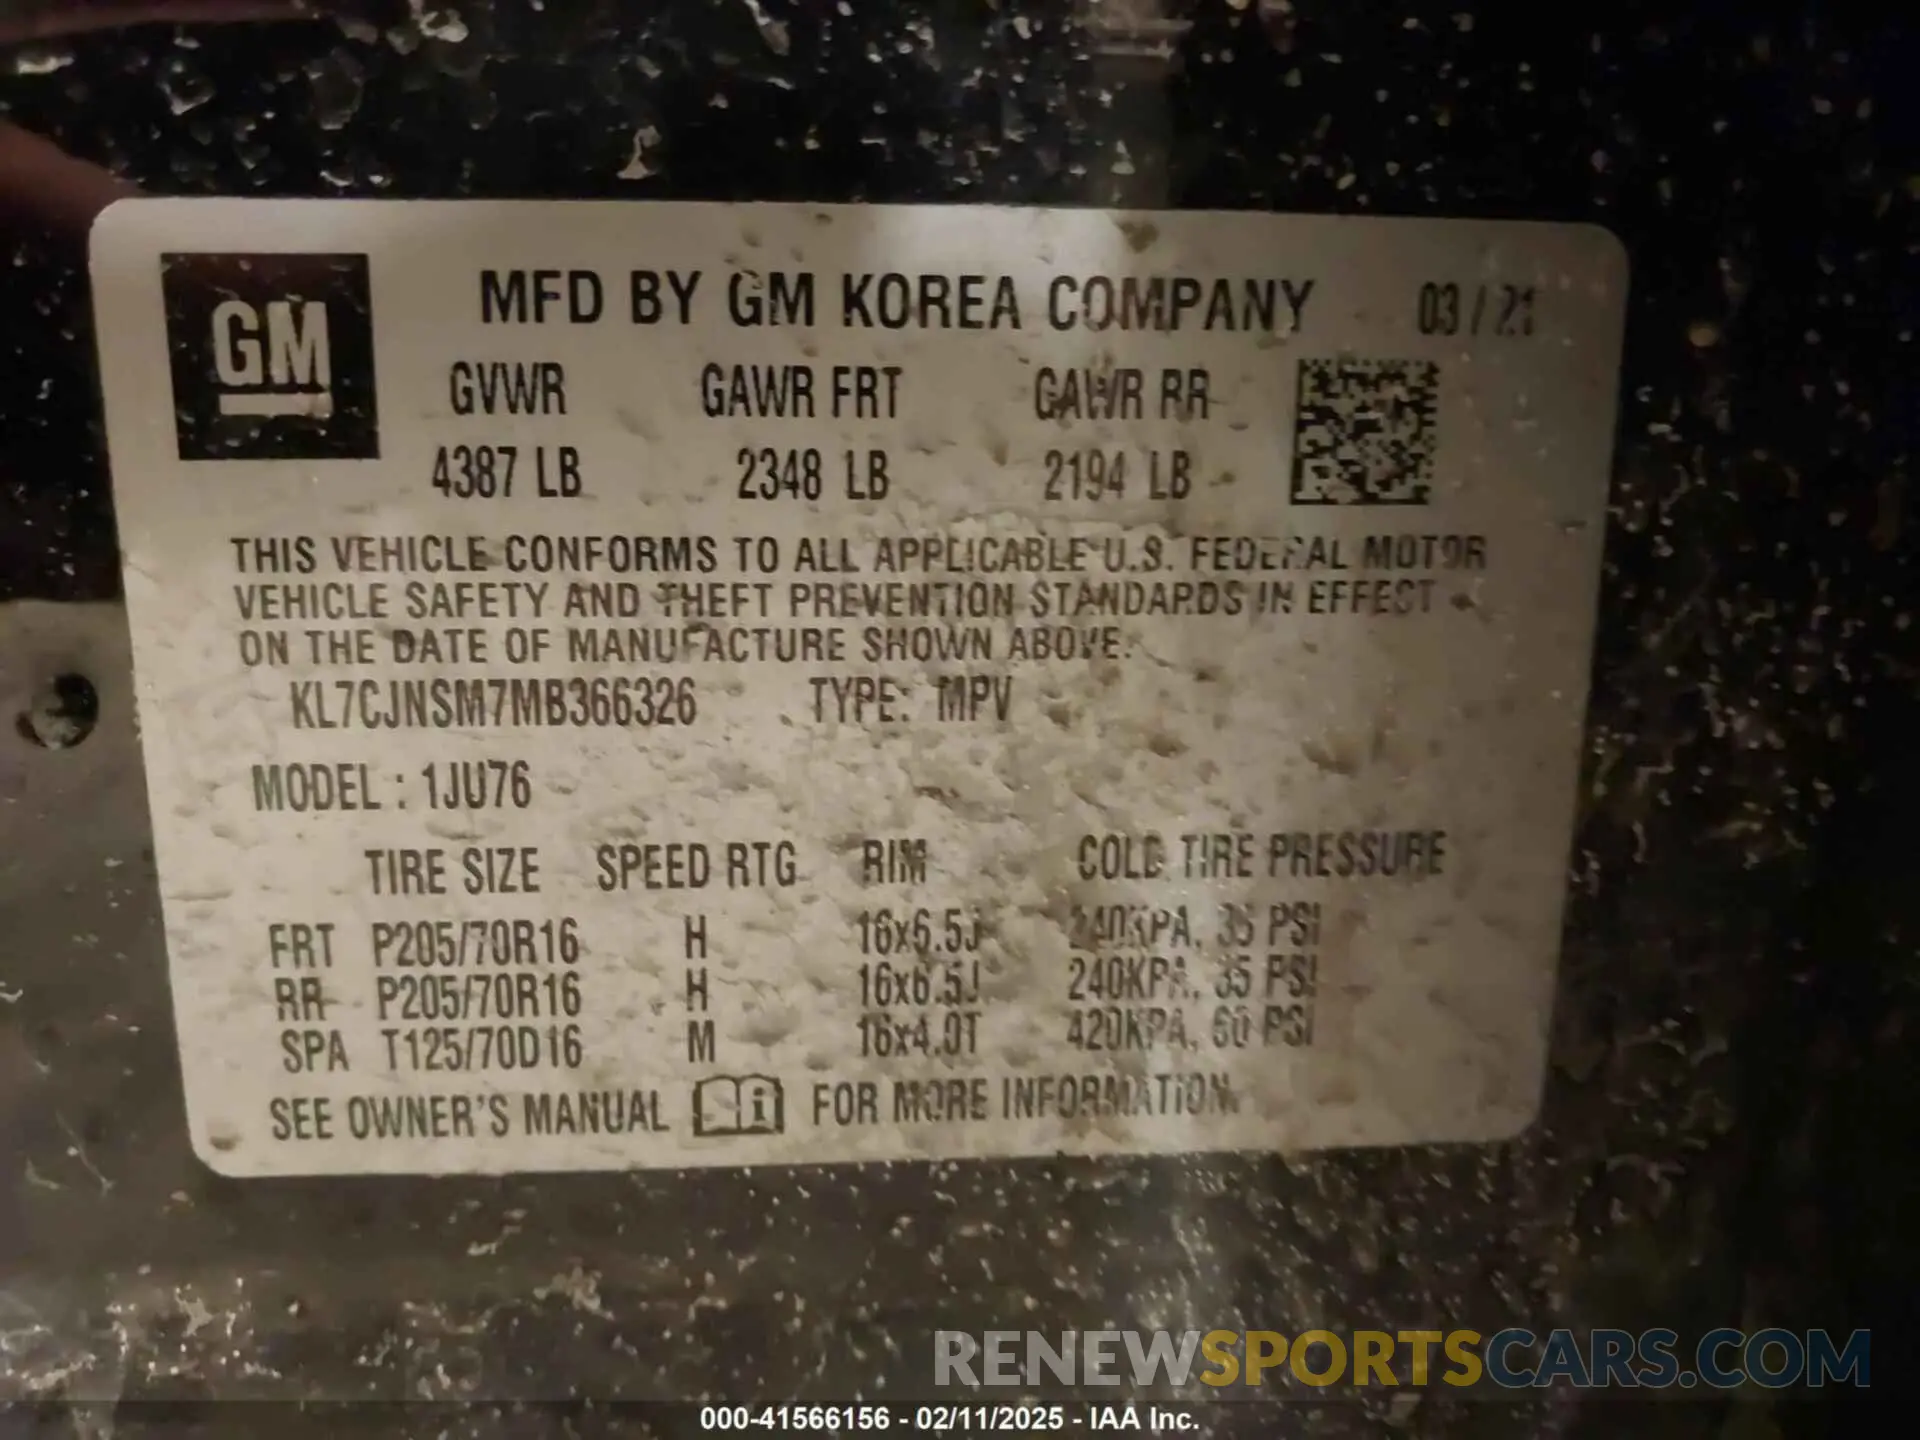 GM
MFD BY GM KOREA COMPANY 03/21
GVWR GAWR FRT GAWR RR
4387 LB 2348 LB 2194 LB
THIS VEHICLE CONFORMS TO ALL APPLICABLE U.S. FEDERAL MOTOR
VEHICLE SAFETY AND THEFT PREVENTION STANDARDS IN EFFECT
ON THE DATE OF MANUFACTURE SHOWN ABOVE.
KL7CJNSM7MB366326 TYPE: MPV
MODEL : 1JU76
TIRE SIZE SPEED RTG RIM COLD TIRE PRESSURE
FRT P205/70R16 H 16x6.5J 240KPA, 35 PSI
RR P205/70R16 H 16x6.5J 240KPA, 35 PSI
SPA T125/70D16 M 16x4.0T 420KPA, 60 PSI
SEE OWNER'S MANUAL i FOR MORE INFORMATION.
RENEWSPORTSCARS.COM
000-41566156 - 02/11/2025 - IAA Inc.